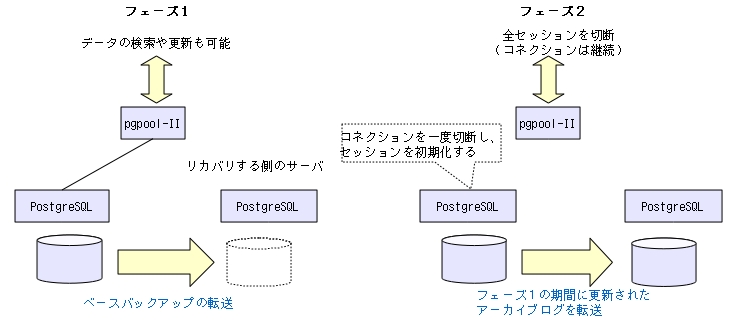 フェーズ1
データの検索や更新も可能
pgpool-II
リカバリする側のサーバ
PostgreSQL
PostgreSQL
ベースバックアップの転送
フェーズ2
全セッションを切断
(コネクションは継続)
pgpool-II
コネクションを一度切断し、
セッションを初期化する
PostgreSQL
PostgreSQL
フェーズ1の期間に更新された
アーカイブログを転送